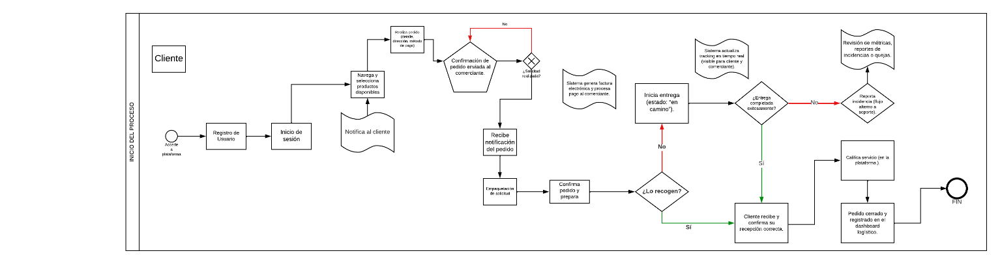 INICIO DEL PROCESO
Cliente
Accede
a
plataforma
Registro de
Usuario
Inicio de
sesión
Notifica al cliente
Navega y
selecciona
productos
disponibles
Realiza pedido
(detalle,
dirección, método
de pago)
Confirmación de
pedido enviada al
comerciante.
No
¿Solicitud
realizada?
Recibe
notificación
del pedido
Empaquetación
de solicitud
Confirma
pedido y
prepara
Sistema genera factura
electrónica y procesa
pago al comerciante.
¿Lo recogen?
No
Sí
Inicia entrega
(estado: “en
camino”).
Sistema actualiza
tracking en tiempo real
(visible para cliente y
comerciante).
¿Entrega
completada
exitosamente?
No
Sí
Reporta
incidencia (flujo
alterno a
soporte).
Revisión de métricas,
reportes de
incidencias o quejas.
Cliente recibe y
confirma su
recepción correcta.
Califica servicio (en la
plataforma ).
Pedido cerrado y
registrado en el
dashboard
logístico.
FIN